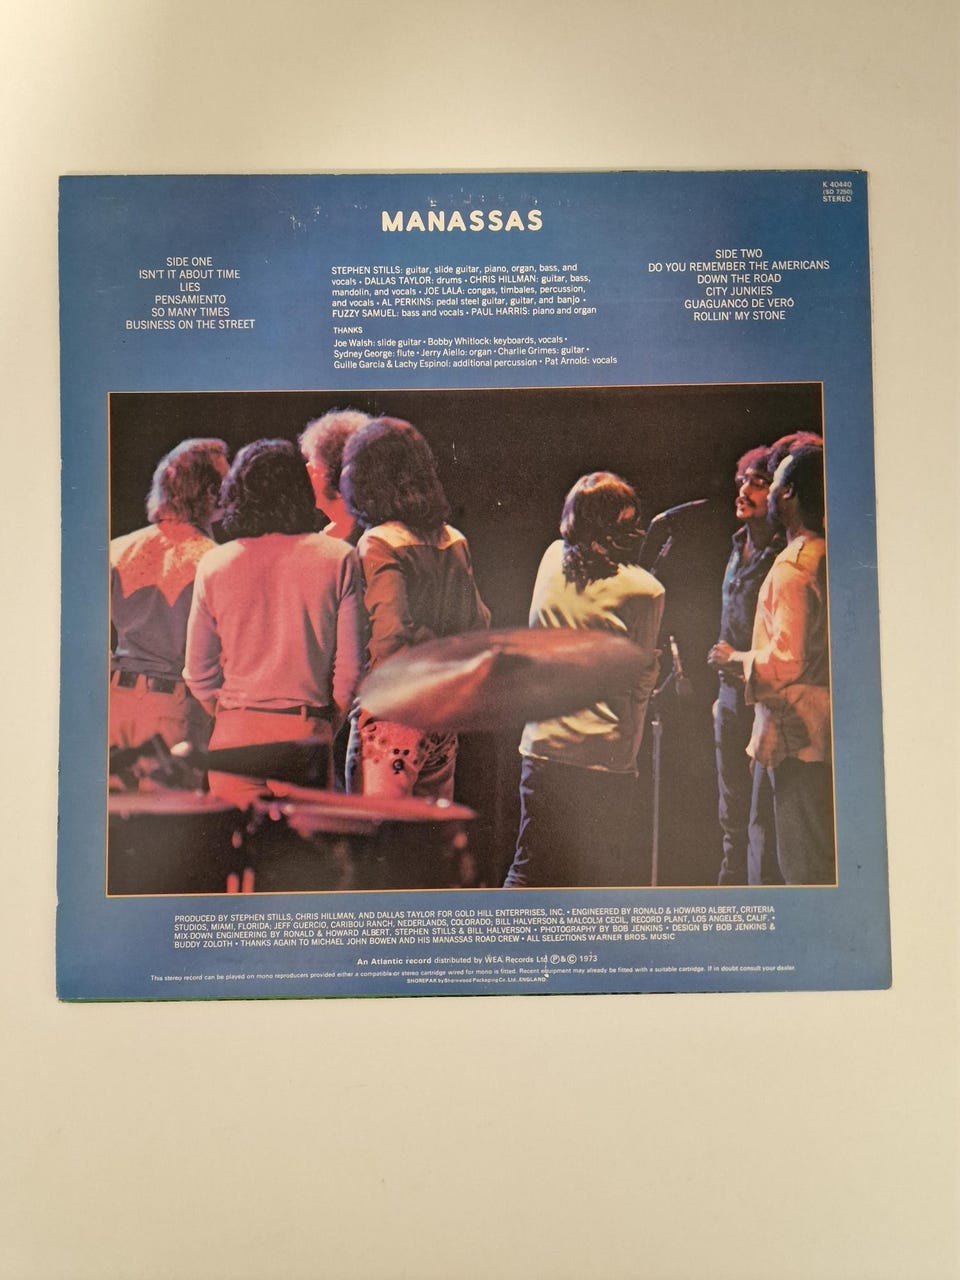 K 40440
(SD 7250)
STEREO
MANASSAS
SIDE ONE
ISN'T IT ABOUT TIME
LIES
PENSAMIENTO
SO MANY TIMES
BUSINESS ON THE STREET
STEPHEN STILLS: guitar, slide guitar, piano, organ, bass, and
vocals • DALLAS TAYLOR: drums • CHRIS HILLMAN: guitar, bass,
mandolin, and vocals • JOE LALA: congas, timbales, percussion,
and vocals • AL PERKINS: pedal steel guitar, guitar, and banjo •
FUZZY SAMUEL: bass and vocals • PAUL HARRIS: piano and organ
THANKS
Joe Walsh: slide guitar • Bobby Whitlock: keyboards, vocals •
Sydney George: flute • Jerry Aiello: organ • Charlie Grimes: guitar •
Guille Garcia & Lachy Espinol: additional percussion • Pat Arnold: vocals
SIDE TWO
DO YOU REMEMBER THE AMERICANS
DOWN THE ROAD
CITY JUNKIES
GUAGUANCÓ DE VERÓ
ROLLIN' MY STONE
PRODUCED BY STEPHEN STILLS, CHRIS HILLMAN, AND DALLAS TAYLOR FOR GOLD HILL ENTERPRISES, INC. • ENGINEERED BY RONALD & HOWARD ALBERT, CRITERIA
STUDIOS, MIAMI, FLORIDA; JEFF GUERCIO, CARIBOU RANCH, NEDERLANDS, COLORADO; BILL HALVERSON & MALCOLM CECIL, RECORD PLANT, LOS ANGELES, CALIF. •
MIX-DOWN ENGINEERING BY RONALD & HOWARD ALBERT, STEPHEN STILLS & BILL HALVERSON • PHOTOGRAPHY BY BOB JENKINS • DESIGN BY BOB JENKINS &
BUDDY ZOLOTH • THANKS AGAIN TO MICHAEL JOHN BOWEN AND HIS MANASSAS ROAD CREW • ALL SELECTIONS WARNER BROS. MUSIC
An Atlantic record distributed by WEA Records Ltd ℗&© 1973
This stereo record can be played on mono reproducers provided either a compatible or stereo cartridge wired for mono is fitted. Recent equipment may already be fitted with a suitable cartridge. If in doubt consult your dealer.
SHOREPAK by Shorewood Packaging Co. Ltd. ENGLAND